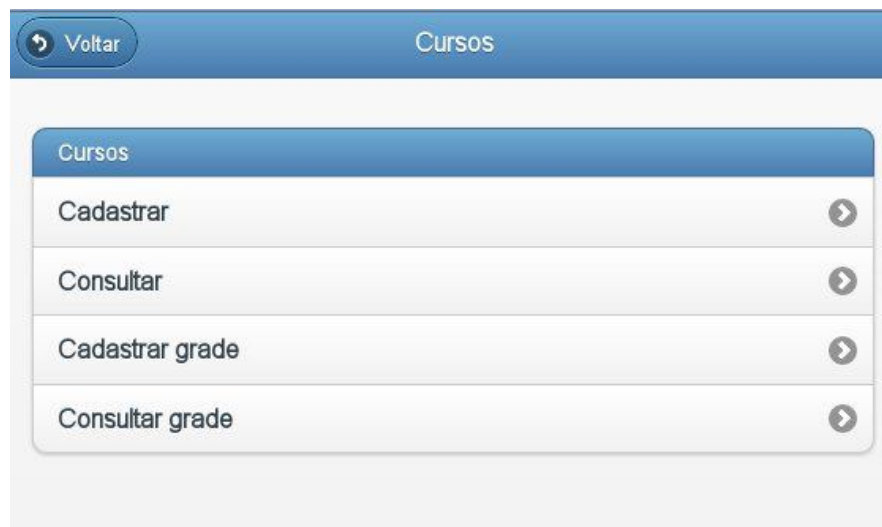 Voltar
Cursos
Cursos
Cadastrar
Consultar
Cadastrar grade
Consultar grade